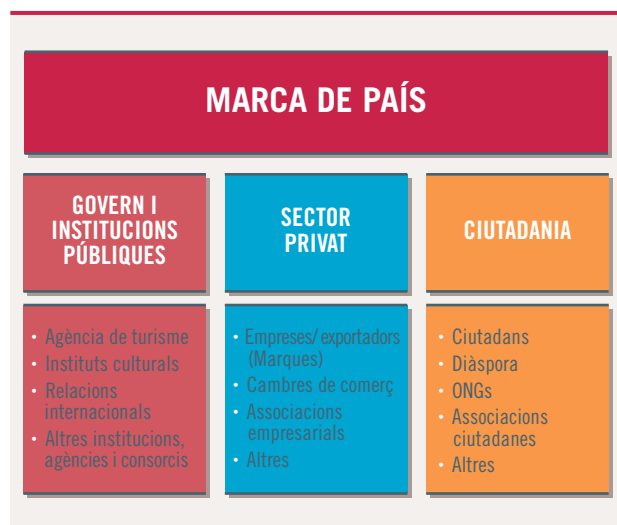 MARCA DE PAÍS
GOVERN I
INSTITUCIONS
PÚBLIQUES
• Agència de turisme
• Instituts culturals
• Relacions
internacionals
• Altres institucions,
agències i consorcis
SECTOR
PRIVAT
• Empreses/exportadors
(Marques)
• Cambres de comerç
• Associacions
empresarials
• Altres
CIUTADANIA
• Ciutadans
• Diàspora
• ONGs
• Associacions
ciutadanes
• Altres